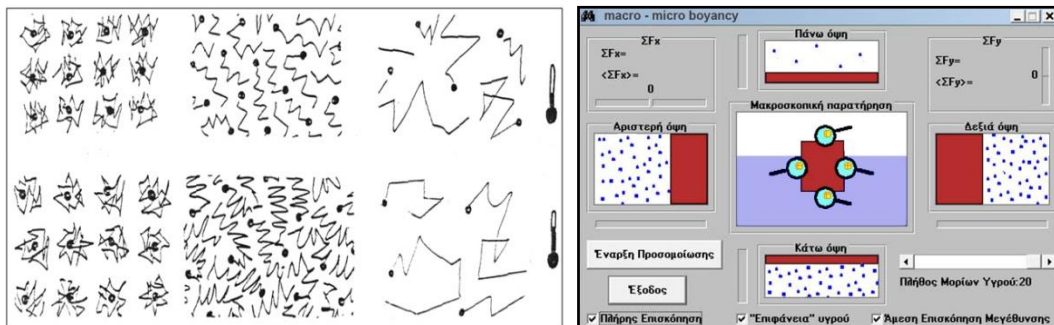 macro - micro boyancy
ΣFx
ΣFx=
<ΣFx>=
0
Πάνω όψη
ΣFy
ΣFy=
<ΣFy>=
0
Μακροσκοπική παρατήρηση
Αριστερή όψη
Δεξιά όψη
Έναρξη Προσομοίωσης
Έξοδος
Κάτω όψη
Πλήθος Μορίων Υγρού:20
Πλήρης Επισκόπηση
"Επιφάνεια" υγρού
Άμεση Επισκόπηση Μεγέθυνσης